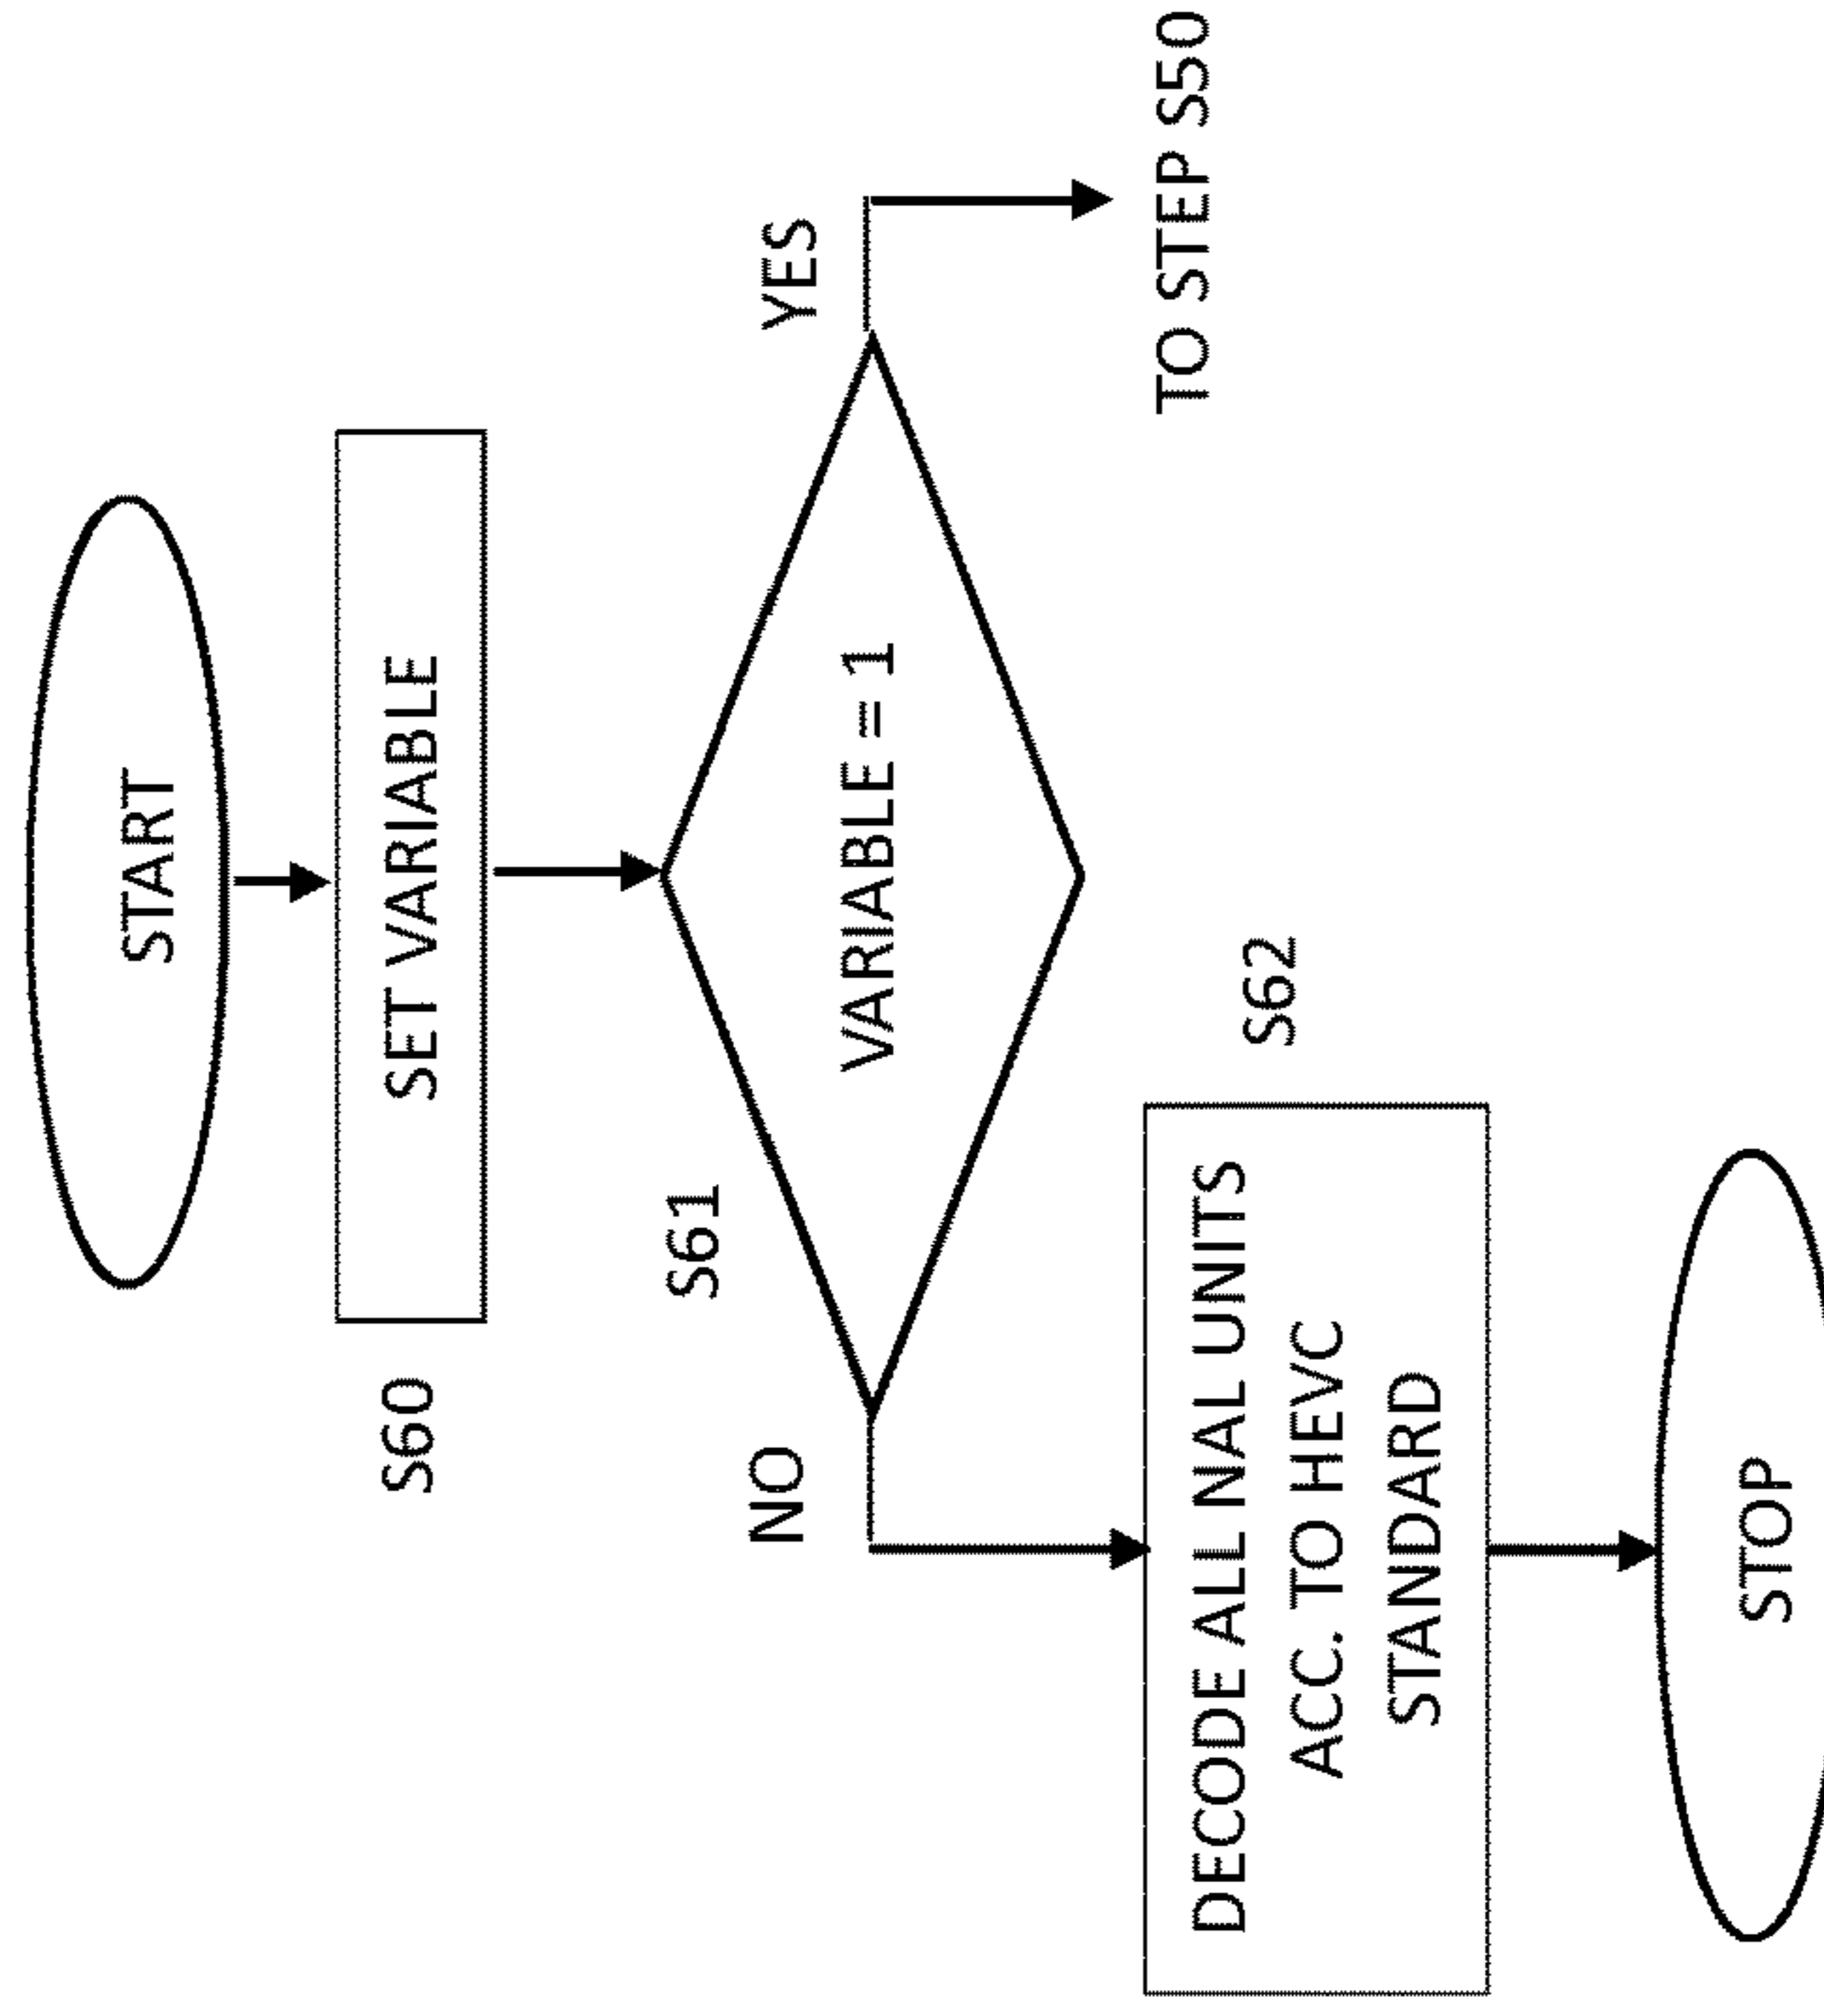 START
S60
SET VARIABLE
S61
VARIABLE = 1
NO
YES
DECODE ALL NAL UNITS
ACC. TO HEVC
STANDARD
S62
TO STEP S50
STOP